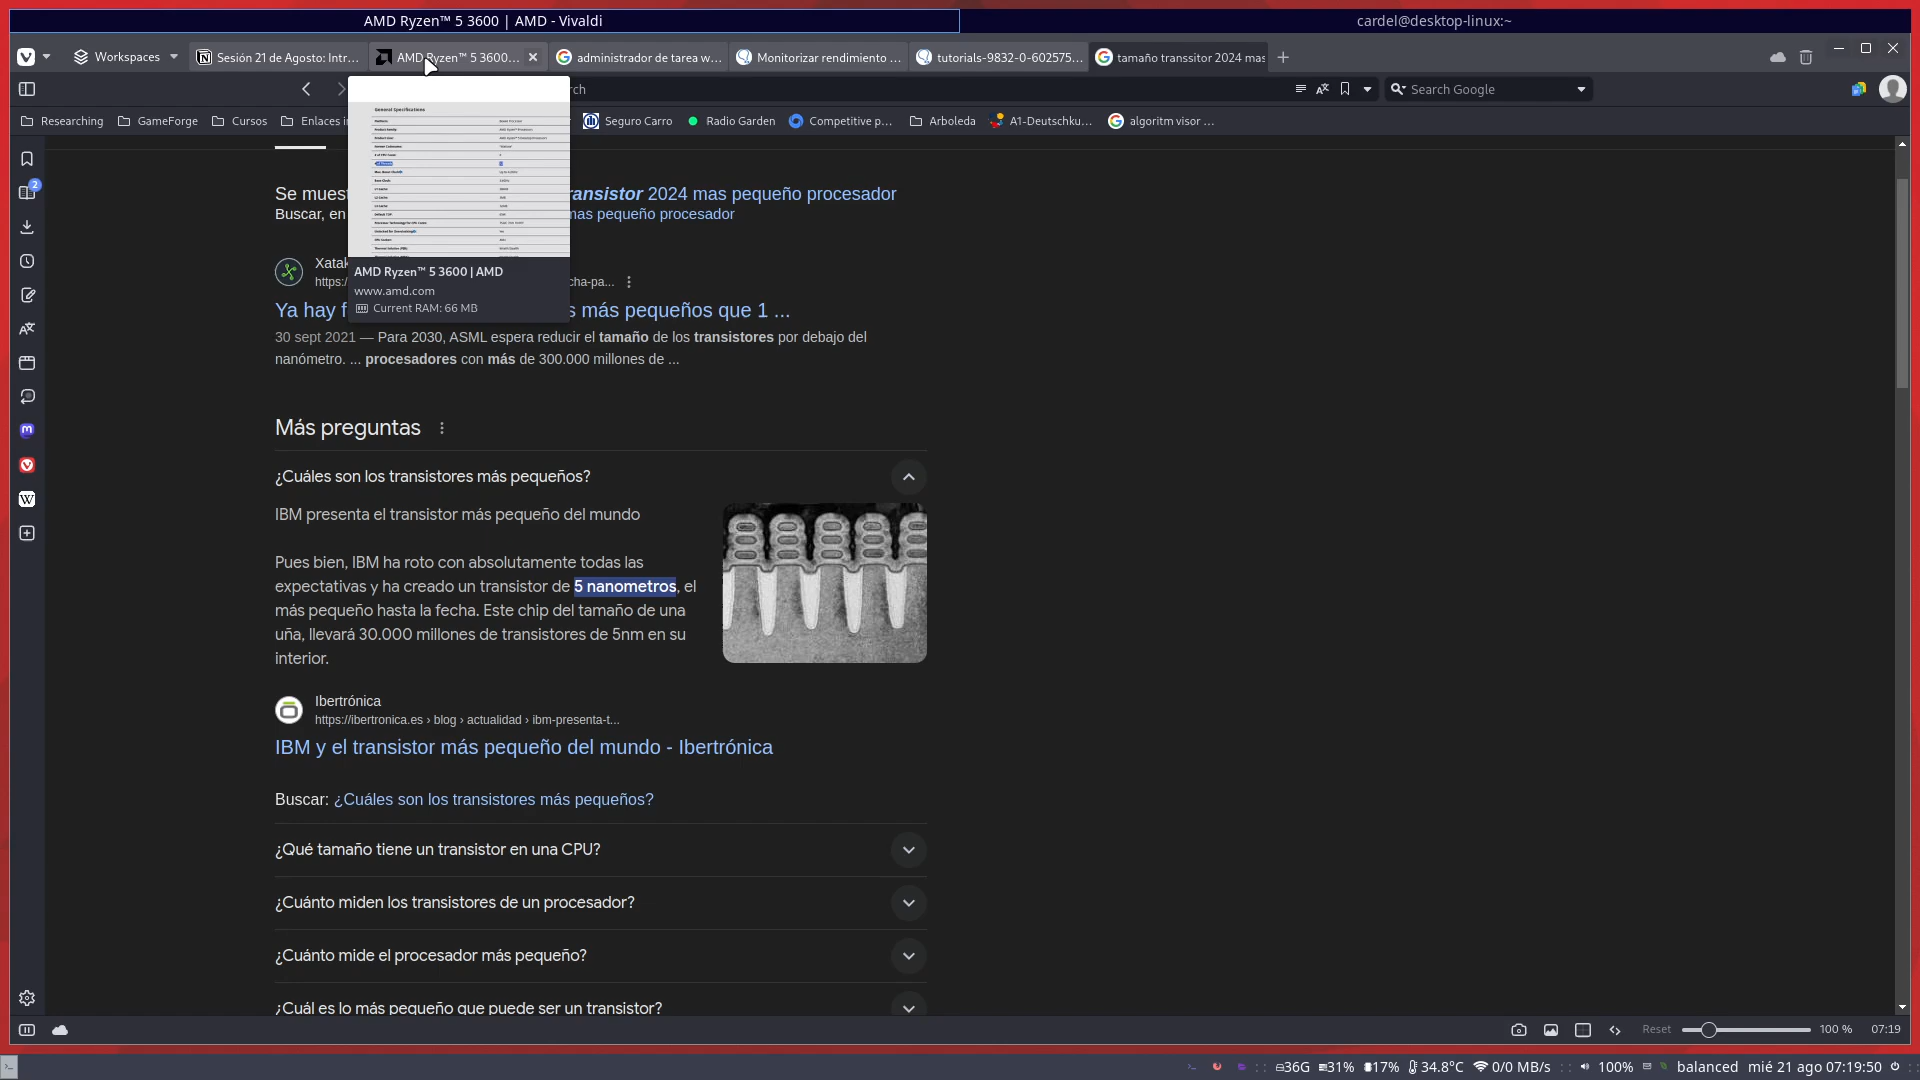 AMD Ryzen™ 5 3600 | AMD - Vivaldi
cardel@desktop-linux:~
Workspaces
Sesión 21 de Agosto: Intr...
AMD Ryzen™ 5 3600...
administrador de tarea w...
Monitorizar rendimiento ...
tutorials-9832-0-602575...
tamaño transsitor 2024 mas
rch
Search Google
Researching
GameForge
Cursos
Enlaces i
Seguro Carro
Radio Garden
Competitive p...
Arboleda
A1-Deutschku...
algoritm visor ...
2
General Specifications
AMD Ryzen™ 5 3600 | AMD
www.amd.com
Current RAM: 66 MB
Se muest
ransistor 2024 mas pequeño procesador
Buscar, en
mas pequeño procesador
Xatak
https:/
cha-pa...
Ya hay f
s más pequeños que 1 ...
30 sept 2021 — Para 2030, ASML espera reducir el tamaño de los transistores por debajo del
nanómetro. ... procesadores con más de 300.000 millones de ...
Más preguntas
¿Cuáles son los transistores más pequeños?
IBM presenta el transistor más pequeño del mundo
Pues bien, IBM ha roto con absolutamente todas las
expectativas y ha creado un transistor de 5 nanometros, el
más pequeño hasta la fecha. Este chip del tamaño de una
uña, llevará 30.000 millones de transistores de 5nm en su
interior.
Ibertrónica
https://ibertronica.es › blog › actualidad › ibm-presenta-t...
IBM y el transistor más pequeño del mundo - Ibertrónica
Buscar: ¿Cuáles son los transistores más pequeños?
¿Qué tamaño tiene un transistor en una CPU?
¿Cuánto miden los transistores de un procesador?
¿Cuánto mide el procesador más pequeño?
¿Cuál es lo más pequeño que puede ser un transistor?
Reset
100 %
07:19
36G
31%
17%
34.8°C
0/0 MB/s
100%
balanced
mié 21 ago 07:19:50